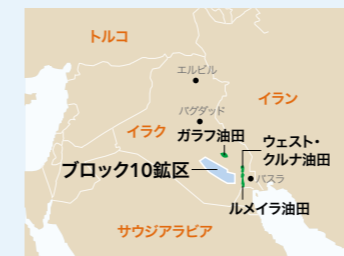 トルコ
エルビル
イラン
バグダッド
イラク
ガラフ油田
ウェスト・
クルナ油田
ブロック10鉱区
バスラ
ルメイラ油田
サウジアラビア